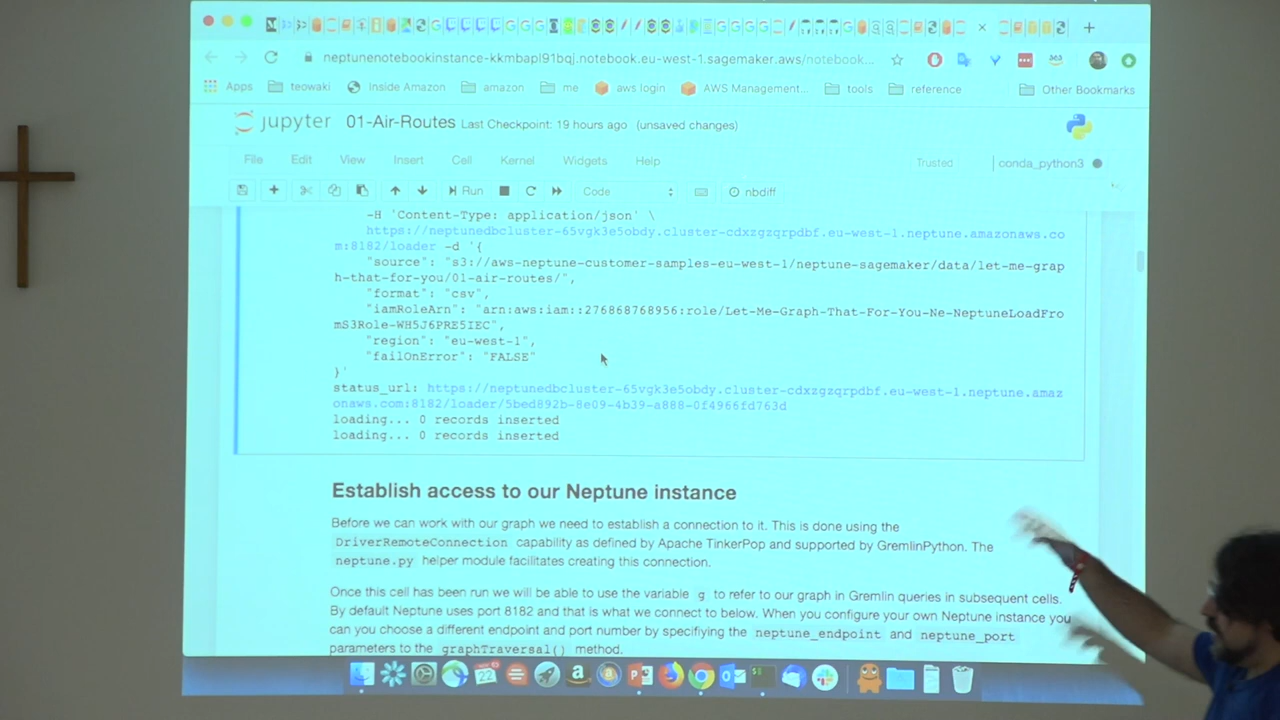 neptunenotebookinstance-kkmbapl91bqj.notebook.eu-west-1.sagemaker.aws/notebook...
Apps teowaki Inside Amazon amazon me aws login AWS Management... tools reference Other Bookmarks
jupyter 01-Air-Routes Last Checkpoint: 19 hours ago (unsaved changes)
File Edit View Insert Cell Kernel Widgets Help Trusted conda_python3
Run Code nbdiff
-H 'Content-Type: application/json' \
https://neptunedbcluster-65vgk3e5obdy.cluster-cdxzgzqrpdbf.eu-west-1.neptune.amazonaws.co
m:8182/loader -d '{
"source": "s3://aws-neptune-customer-samples-eu-west-1/neptune-sagemaker/data/let-me-grap
h-that-for-you/01-air-routes/",
"format": "csv",
"iamRoleArn": "arn:aws:iam::276868768956:role/Let-Me-Graph-That-For-You-Ne-NeptuneLoadFro
mS3Role-WH5J6PRE5IEC",
"region": "eu-west-1",
"failOnError": "FALSE"
}'
status_url: https://neptunedbcluster-65vgk3e5obdy.cluster-cdxzgzqrpdbf.eu-west-1.neptune.amaz
onaws.com:8182/loader/5bed892b-8e09-4b39-a888-0f4966fd763d
loading... 0 records inserted
loading... 0 records inserted
Establish access to our Neptune instance
Before we can work with our graph we need to establish a connection to it. This is done using the
DriverRemoteConnection capability as defined by Apache TinkerPop and supported by GremlinPython. The
neptune.py helper module facilitates creating this connection.
Once this cell has been run we will be able to use the variable g to refer to our graph in Gremlin queries in subsequent cells.
By default Neptune uses port 8182 and that is what we connect to below. When you configure your own Neptune instance you
can you choose a different endpoint and port number by specifiying the neptune_endpoint and neptune_port
parameters to the graphTraversal() method.